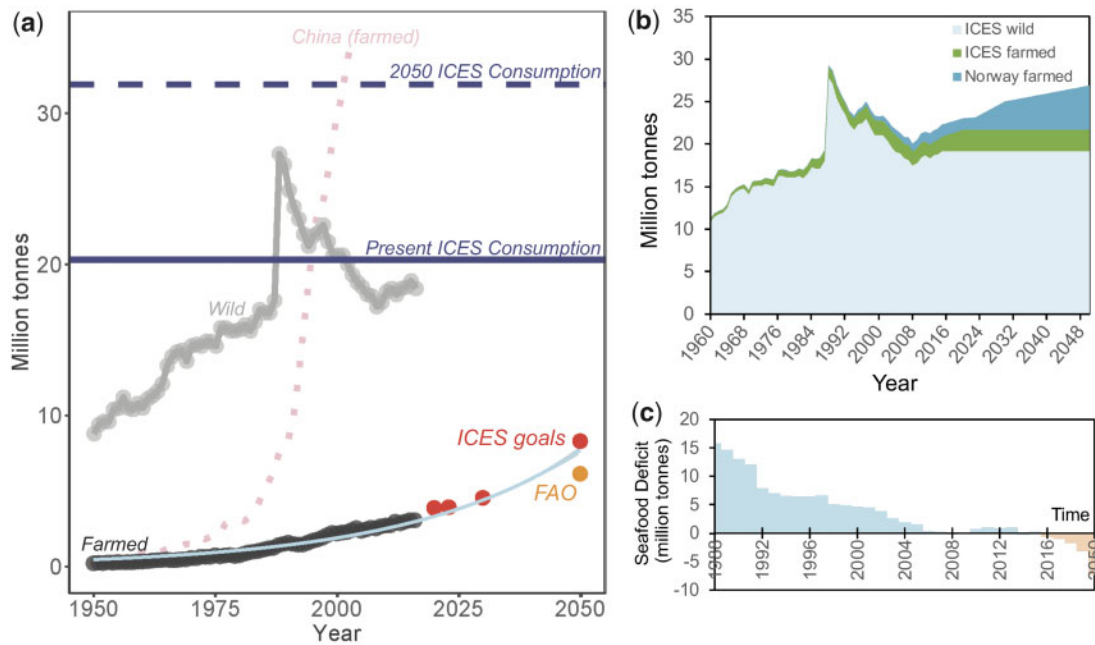 (a)
China (farmed)
2050 ICES Consumption
Present ICES Consumption
Wild
ICES goals
FAO
Farmed
Million tonnes
30
20
10
0
1950
1975
2000
2025
2050
Year
(b)
ICES wild
ICES farmed
Norway farmed
Million tonnes
35
30
25
20
15
10
5
0
1960
1968
1976
1984
1992
2000
2008
2016
2024
2032
2040
2048
Year
(c)
Seafood Deficit
(million tonnes)
20
15
10
5
0
-5
-10
Time
1988
1992
1996
2000
2004
2008
2012
2016
2050